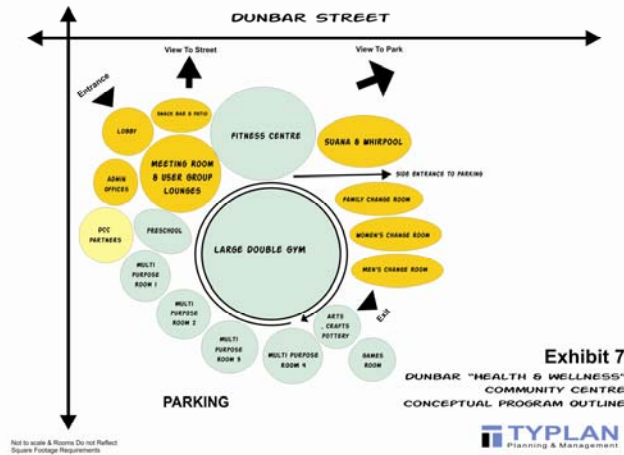 DUNBAR STREET
View To Street
View To Park
Entrance
SNACK BAR & PATIO
LOBBY
FITNESS CENTRE
SUANA & WHIRPOOL
MEETING ROOM
& USER GROUP
LOUNGES
ADMIN
OFFICES
SIDE ENTRANCE TO PARKING
FAMILY CHANGE ROOM
PRESCHOOL
PARTNERS
WOMEN'S CHANGE ROOM
LARGE DOUBLE GYM
MULTI
PURPOSE
ROOM 1
MEN'S CHANGE ROOM
MULTI
PURPOSE
ROOM 2
Exit
ARTS
, CRAFTS
POTTERY
MULTI
PURPOSE
ROOM 3
MULTI PURPOSE
ROOM 4
GAMES
ROOM
Exhibit 7
DUNBAR "HEALTH & WELLNESS"
COMMUNITY CENTRE
CONCEPTUAL PROGRAM OUTLINE
PARKING
TYPLAN
Planning & Management
Not to scale & Rooms Do not Reflect
Square Footage Requirements